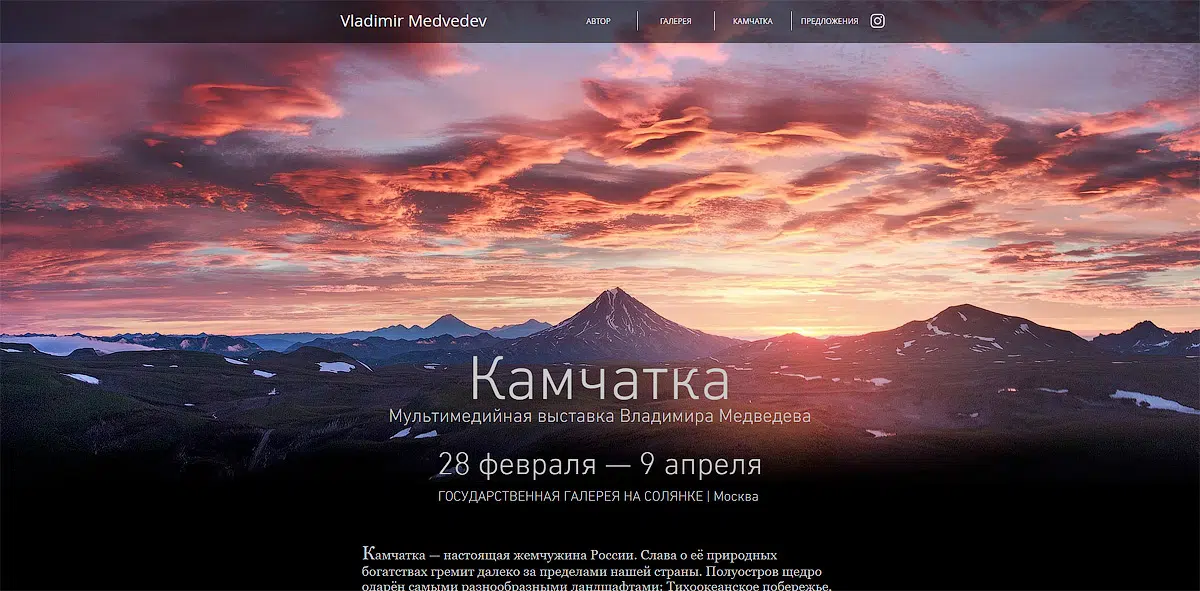 Vladimir Medvedev
АВТОР
ГАЛЕРЕЯ
КАМЧАТКА
ПРЕДЛОЖЕНИЯ
Камчатка
Мультимедийная выставка Владимира Медведева
28 февраля — 9 апреля
ГОСУДАРСТВЕННАЯ ГАЛЕРЕЯ НА СОЛЯНКЕ | Москва
Камчатка — настоящая жемчужина России. Слава о её природных
богатствах гремит далеко за пределами нашей страны. Полуостров щедро
одарён самыми разнообразными ландшафтами: Тихоокеанское побережье,